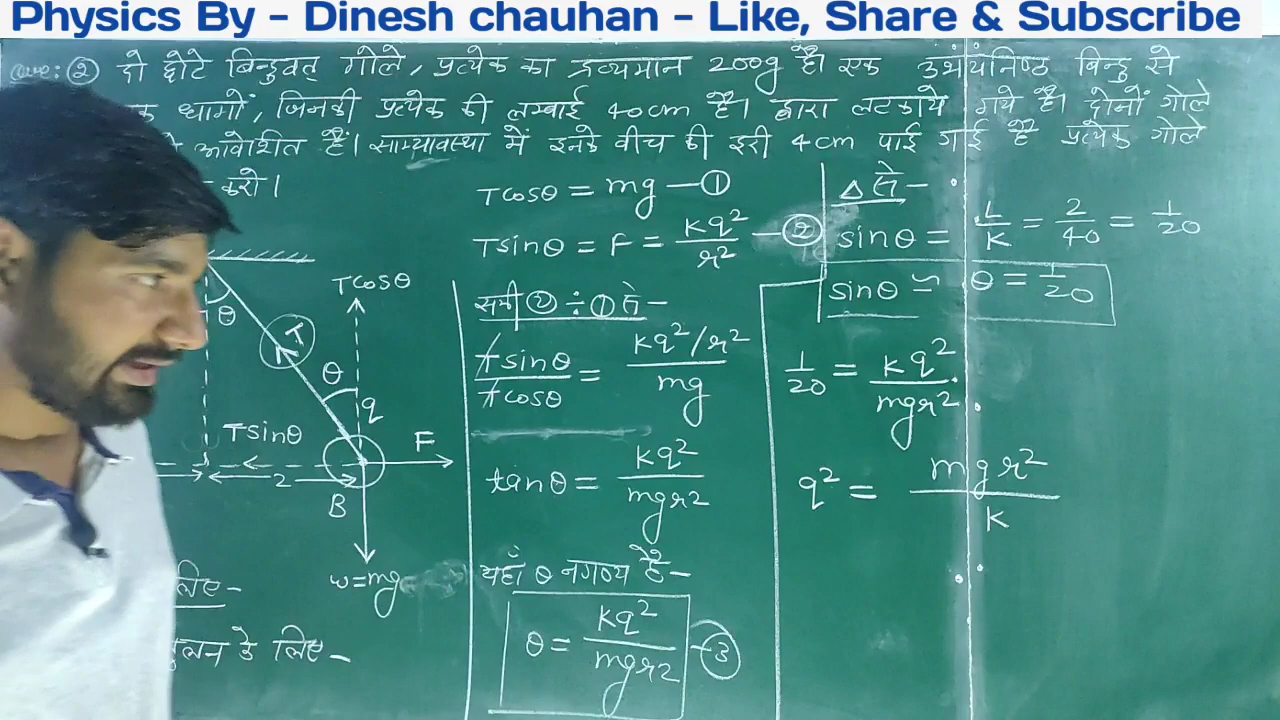 Physics By - Dinesh chauhan - Like, Share & Subscribe
Que: ② दो छोटे बिन्दुवत् गोले, प्रत्येक का द्रव्यमान 200g है। एक उभयनिष्ठ बिन्दु से
धागों, जिनकी प्रत्येक की लम्बाई 40cm है। द्वारा लटकाये गये है। दोनों गोले
आवेशित हैं। साम्यावस्था में इनके बीच की दूरी 4cm पाई गई है प्रत्येक गोले
करो।
θ
T
Tcosθ
θ
q
Tsinθ
F
2
B
w=mg
लिए-
के लिए-
Tcosθ = mg —①
Tsinθ = F = kq²/r² —②
समी ② ÷ ① से-
Tsinθ/Tcosθ = kq²/r² / mg
tanθ = kq²/mgr²
यहाँ θ नगण्य है-
θ = kq²/mgr² —③
Δ से-
sinθ = L/K = 2/40 = 1/20
sinθ ≃ θ = 1/20
1/20 = kq²/mgr²
q² = mgr²/k